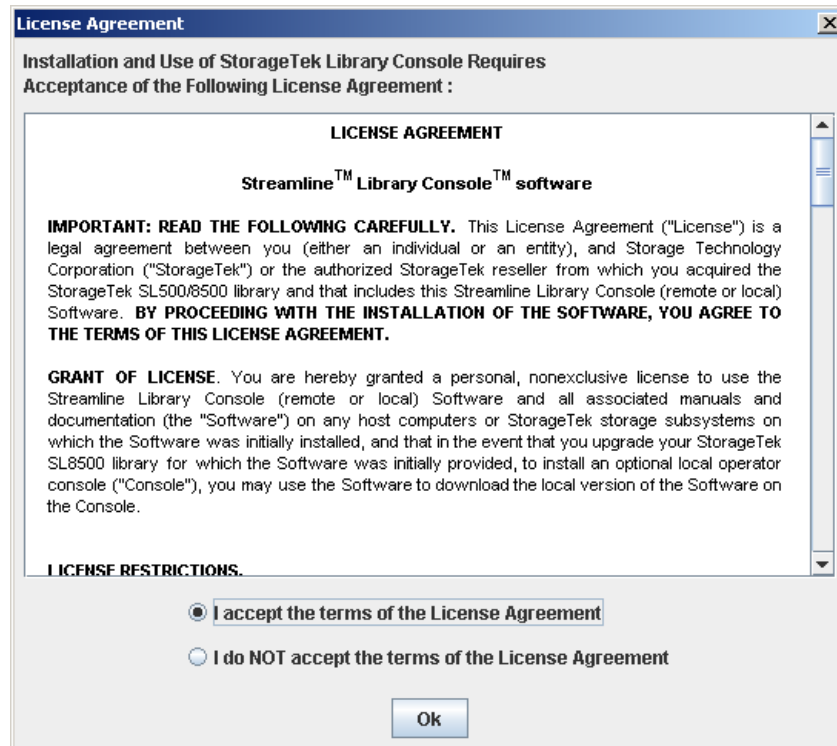 License Agreement
Installation and Use of StorageTek Library Console Requires
Acceptance of the Following License Agreement :
LICENSE AGREEMENT
Streamline™ Library Console™ software
IMPORTANT: READ THE FOLLOWING CAREFULLY. This License Agreement ("License") is a
legal agreement between you (either an individual or an entity), and Storage Technology
Corporation ("StorageTek") or the authorized StorageTek reseller from which you acquired the
StorageTek SL500/8500 library and that includes this Streamline Library Console (remote or local)
Software. BY PROCEEDING WITH THE INSTALLATION OF THE SOFTWARE, YOU AGREE TO
THE TERMS OF THIS LICENSE AGREEMENT.
GRANT OF LICENSE. You are hereby granted a personal, nonexclusive license to use the
Streamline Library Console (remote or local) Software and all associated manuals and
documentation (the "Software") on any host computers or StorageTek storage subsystems on
which the Software was initially installed, and that in the event that you upgrade your StorageTek
SL8500 library for which the Software was initially provided, to install an optional local operator
console ("Console"), you may use the Software to download the local version of the Software on
the Console.
LICENSE RESTRICTIONS.
I accept the terms of the License Agreement
I do NOT accept the terms of the License Agreement
Ok